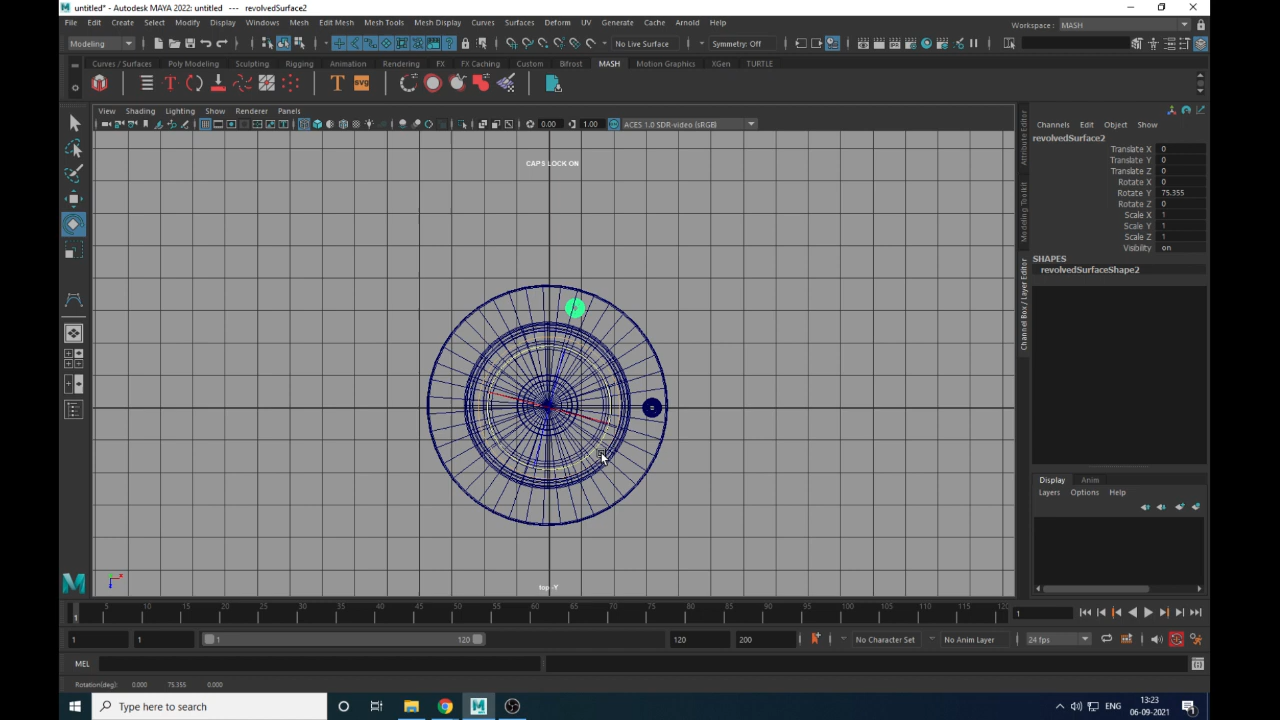 untitled* - Autodesk MAYA 2022: untitled --- revolvedSurface2
File Edit Create Select Modify Display Windows Mesh Edit Mesh Mesh Tools Mesh Display Curves Surfaces Deform UV Generate Cache Arnold Help
Workspace : MASH
Modeling
No Live Surface
Symmetry: Off
Curves / Surfaces Poly Modeling Sculpting Rigging Animation Rendering FX FX Caching Custom Bifrost MASH Motion Graphics XGen TURTLE
T svg
View Shading Lighting Show Renderer Panels
0.00 1.00 ACES 1.0 SDR-video (sRGB)
CAPS LOCK ON
top -Y
Channels Edit Object Show
revolvedSurface2
Translate X 0
Translate Y 0
Translate Z 0
Rotate X 0
Rotate Y 75.355
Rotate Z 0
Scale X 1
Scale Y 1
Scale Z 1
Visibility on
SHAPES
revolvedSurfaceShape2
Attribute Editor
Modeling Toolkit
Channel Box / Layer Editor
Display Anim
Layers Options Help
1 5 10 15 20 25 30 35 40 45 50 55 60 65 70 75 80 85 90 95 100 105 110 115 120 1
1 1 1 120 120 200 No Character Set No Anim Layer 24 fps
MEL
Rotation(deg): 0.000 75.355 0.000
Type here to search
ENG
13:23
06-09-2021
1